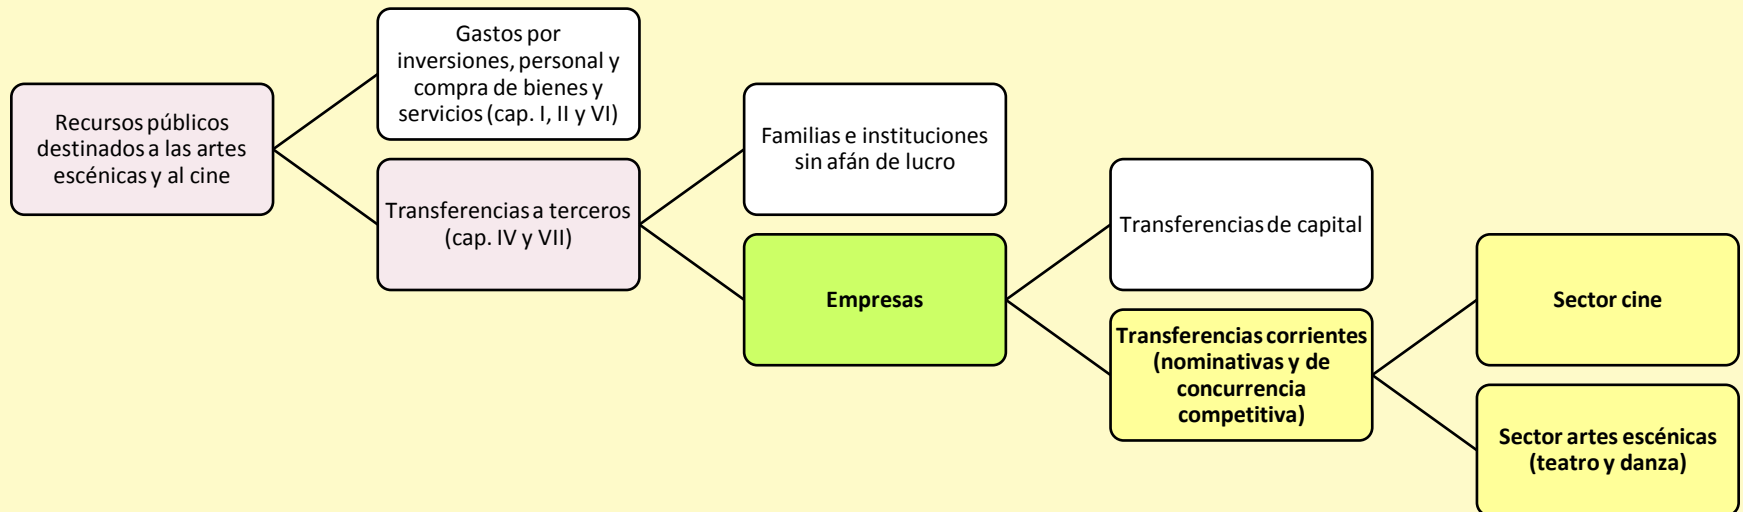 Recursos públicos
destinados a las artes
escénicas y al cine
Gastos por
inversiones, personal y
compra de bienes y
servicios (cap. I, II y VI)
Transferencias a terceros
(cap. IV y VII)
Familias e instituciones
sin afán de lucro
Empresas
Transferencias de capital
Transferencias corrientes
(nominativas y de
concurrencia
competitiva)
Sector cine
Sector artes escénicas
(teatro y danza)